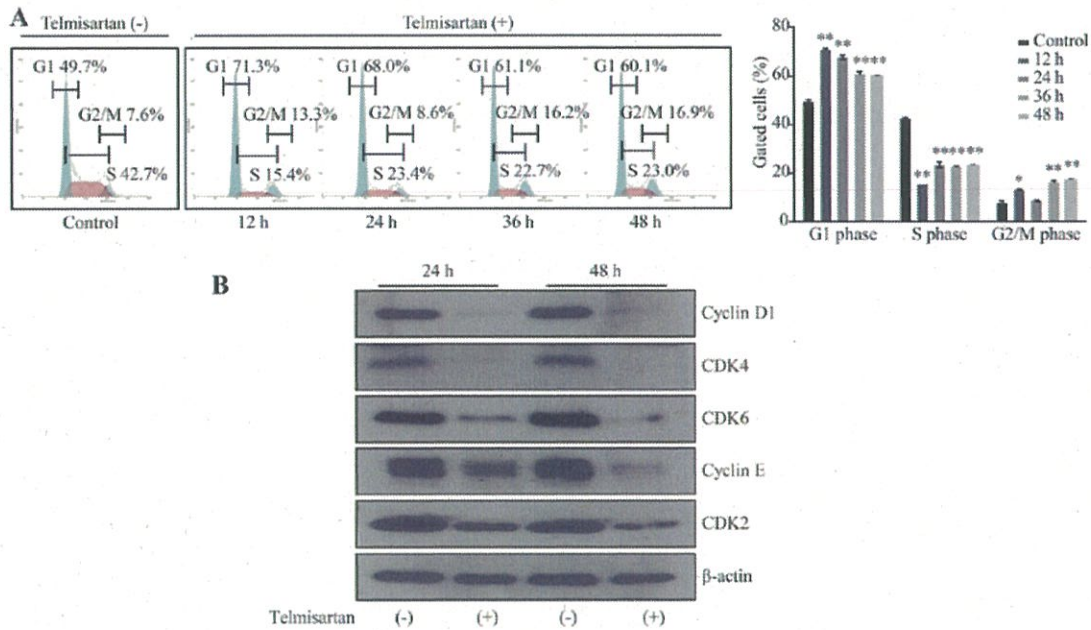 A
Telmisartan (-)
Telmisartan (+)
G1 49.7%
G2/M 7.6%
S 42.7%
Control
G1 71.3%
G2/M 13.3%
S 15.4%
12 h
G1 68.0%
G2/M 8.6%
S 23.4%
24 h
G1 61.1%
G2/M 16.2%
S 22.7%
36 h
G1 60.1%
G2/M 16.9%
S 23.0%
48 h
Gated cells (%)
80
60
40
20
0
** ** ****
** ********
* ** **
G1 phase S phase G2/M phase
Control
12 h
24 h
36 h
48 h
B
24 h 48 h
Cyclin D1
CDK4
CDK6
Cyclin E
CDK2
β-actin
Telmisartan (-) (+) (-) (+)